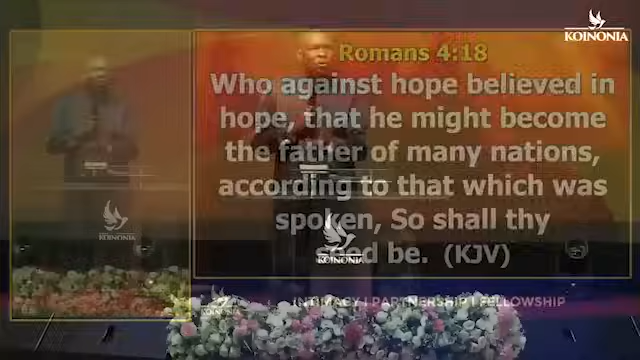 KOINONIA
Romans 4:18
Who against hope believed in
hope, that he might become
the father of many nations,
according to that which was
spoken, So shall thy
seed be. (KJV)
KOINONIA
KOINONIA
INTIMACY | PARTNERSHIP | FELLOWSHIP
KOINONIA